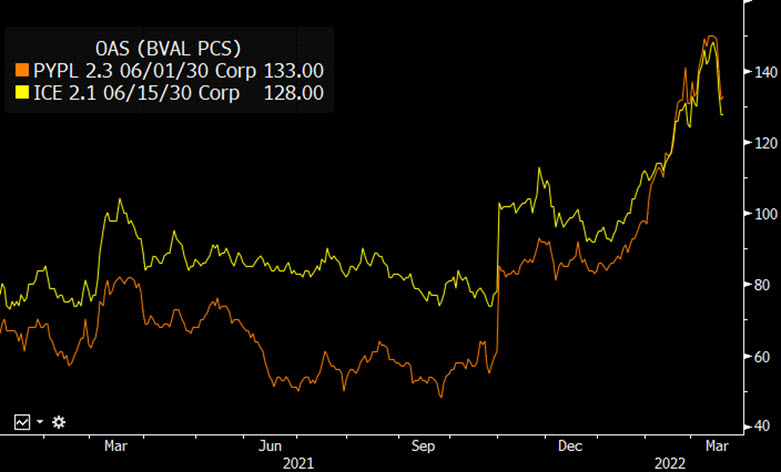 OAS (BVAL PCS)
PYPL 2.3 06/01/30 Corp 133.00
ICE 2.1 06/15/30 Corp 128.00
140
120
100
80
60
40
Mar Jun Sep Dec Mar
2021 2022